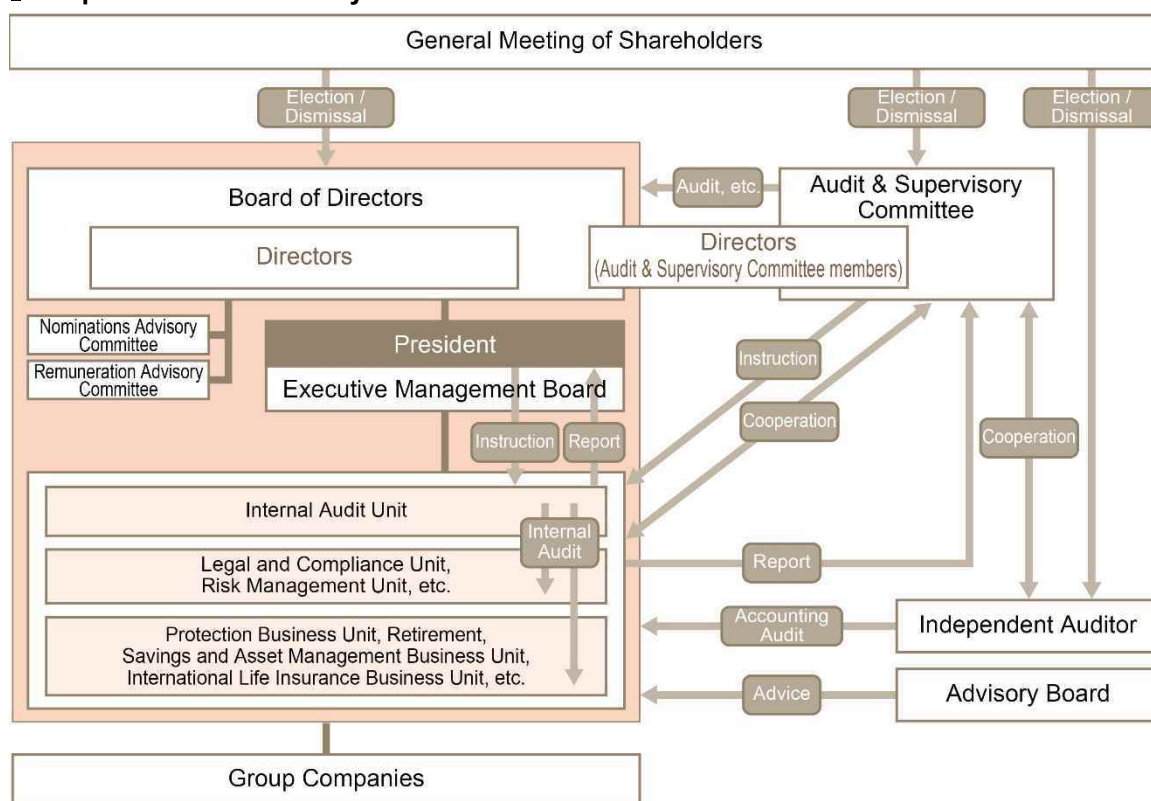 General Meeting of Shareholders
Election /
Dismissal
Election /
Dismissal
Election /
Dismissal
Board of Directors
Directors
Audit, etc.
Audit & Supervisory
Committee
Directors
(Audit & Supervisory Committee members)
Nominations Advisory
Committee
Remuneration Advisory
Committee
President
Executive Management Board
Instruction
Report
Instruction
Cooperation
Cooperation
Internal Audit Unit
Internal
Audit
Legal and Compliance Unit,
Risk Management Unit, etc.
Report
Protection Business Unit, Retirement,
Savings and Asset Management Business Unit,
International Life Insurance Business Unit, etc.
Accounting
Audit
Independent Auditor
Advice
Advisory Board
Group Companies